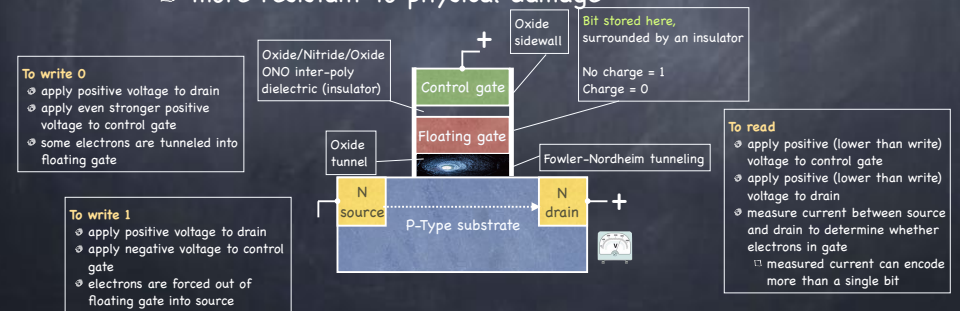 more resistant to physical damage
To write 0
apply positive voltage to drain
apply even stronger positive
voltage to control gate
some electrons are tunneled into
floating gate
Oxide/Nitride/Oxide
ONO inter-poly
dielectric (insulator)
+
Oxide
sidewall
Bit stored here,
surrounded by an insulator
No charge = 1
Charge = 0
Control gate
Floating gate
Oxide
tunnel
Fowler-Nordheim tunneling
N
source
P-Type substrate
N
drain
+
V
To write 1
apply positive voltage to drain
apply negative voltage to control
gate
electrons are forced out of
floating gate into source
To read
apply positive (lower than write)
voltage to control gate
apply positive (lower than write)
voltage to drain
measure current between source
and drain to determine whether
electrons in gate
measured current can encode
more than a single bit